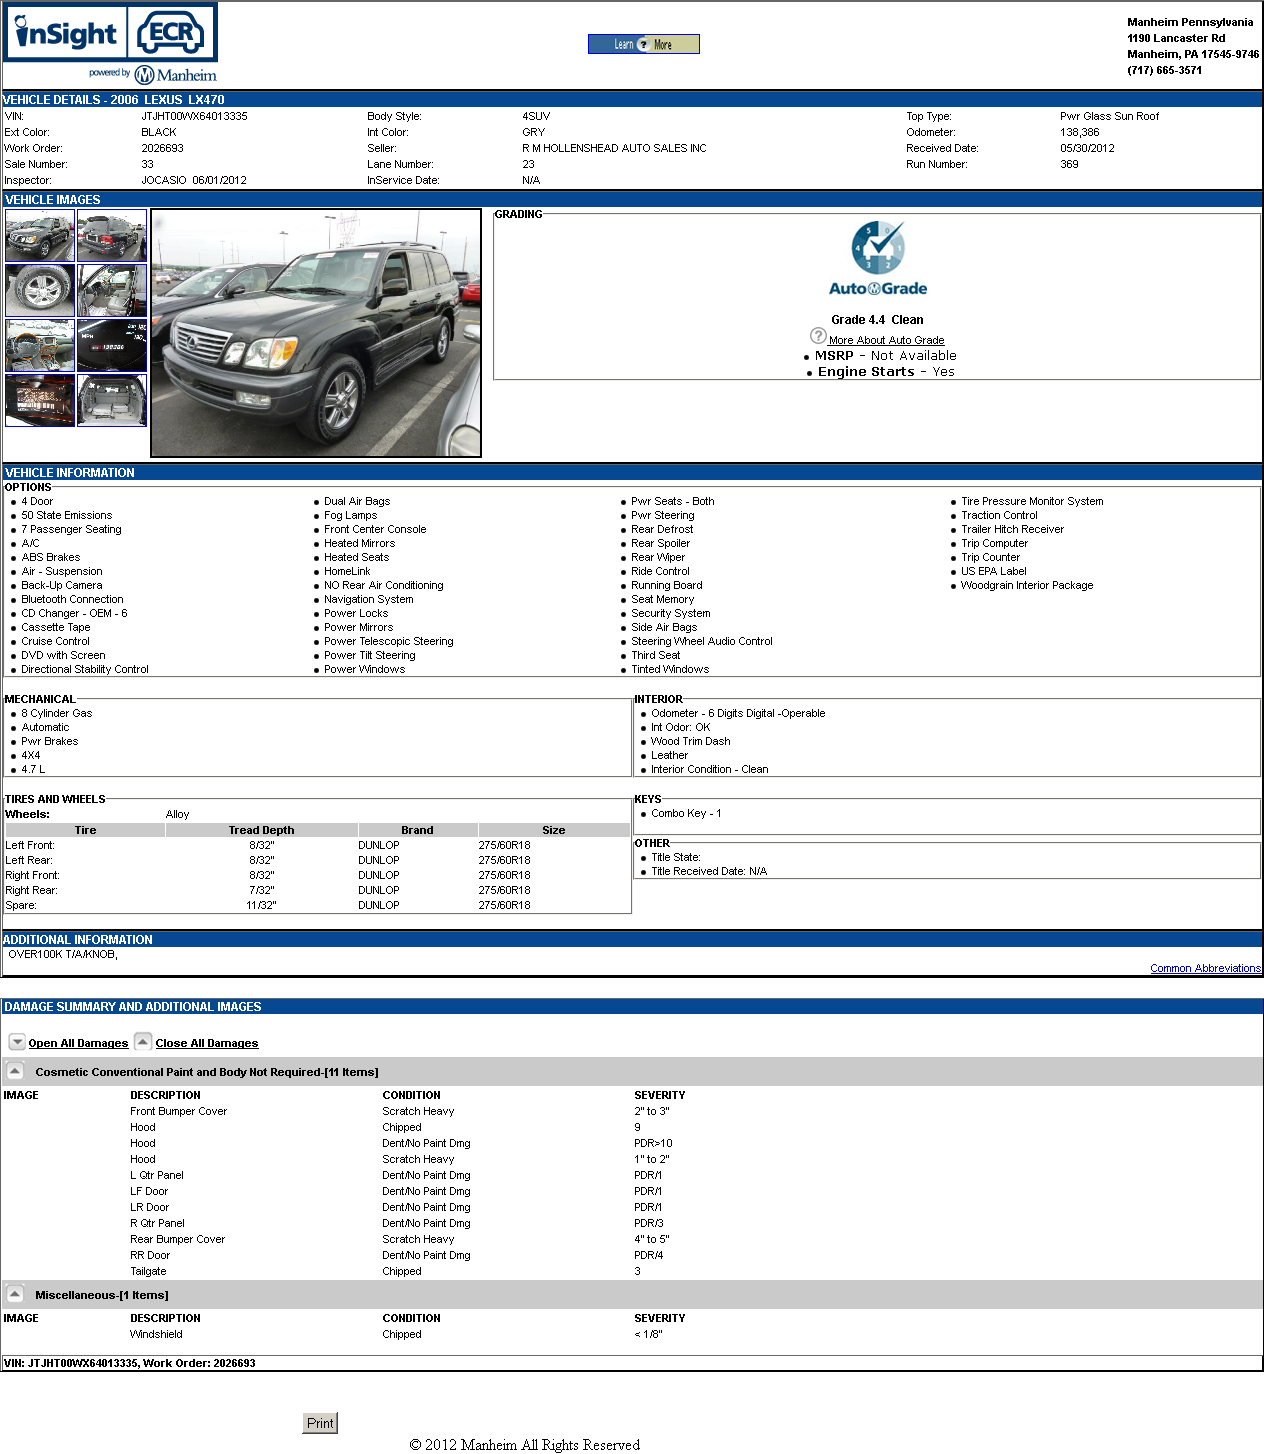 inSight ECR
powered by Manheim
Learn ? More
Manheim Pennsylvania
1190 Lancaster Rd
Manheim, PA 17545-9746
(717) 665-3571
VEHICLE DETAILS - 2006 LEXUS LX470
VIN: JTJHT00WX64013335 Body Style: 4SUV Top Type: Pwr Glass Sun Roof
Ext Color: BLACK Int Color: GRY Odometer: 138,386
Work Order: 2026693 Seller: R M HOLLENSHEAD AUTO SALES INC Received Date: 05/30/2012
Sale Number: 33 Lane Number: 23 Run Number: 369
Inspector: JOCASIO 06/01/2012 InService Date: N/A
VEHICLE IMAGES
GRADING
5 4 3 2 1 0
AutoGrade
Grade 4.4 Clean
? More About Auto Grade
MSRP - Not Available
Engine Starts - Yes
MPH
138386
VEHICLE INFORMATION
OPTIONS
4 Door Dual Air Bags Pwr Seats - Both Tire Pressure Monitor System
50 State Emissions Fog Lamps Pwr Steering Traction Control
7 Passenger Seating Front Center Console Rear Defrost Trailer Hitch Receiver
A/C Heated Mirrors Rear Spoiler Trip Computer
ABS Brakes Heated Seats Rear Wiper Trip Counter
Air - Suspension HomeLink Ride Control US EPA Label
Back-Up Camera NO Rear Air Conditioning Running Board Woodgrain Interior Package
Bluetooth Connection Navigation System Seat Memory
CD Changer - OEM - 6 Power Locks Security System
Cassette Tape Power Mirrors Side Air Bags
Cruise Control Power Telescopic Steering Steering Wheel Audio Control
DVD with Screen Power Tilt Steering Third Seat
Directional Stability Control Power Windows Tinted Windows
MECHANICAL
8 Cylinder Gas
Automatic
Pwr Brakes
4X4
4.7 L
INTERIOR
Odometer - 6 Digits Digital -Operable
Int Odor: OK
Wood Trim Dash
Leather
Interior Condition - Clean
TIRES AND WHEELS
Wheels: Alloy
Tire Tread Depth Brand Size
Left Front: 8/32" DUNLOP 275/60R18
Left Rear: 8/32" DUNLOP 275/60R18
Right Front: 8/32" DUNLOP 275/60R18
Right Rear: 7/32" DUNLOP 275/60R18
Spare: 11/32" DUNLOP 275/60R18
KEYS
Combo Key - 1
OTHER
Title State:
Title Received Date: N/A
ADDITIONAL INFORMATION
OVER100K T/A/KNOB,
Common Abbreviations
DAMAGE SUMMARY AND ADDITIONAL IMAGES
Open All Damages Close All Damages
Cosmetic Conventional Paint and Body Not Required-[11 Items]
IMAGE DESCRIPTION CONDITION SEVERITY
Front Bumper Cover Scratch Heavy 2" to 3"
Hood Chipped 9
Hood Dent/No Paint Dmg PDR>10
Hood Scratch Heavy 1" to 2"
L Qtr Panel Dent/No Paint Dmg PDR/1
LF Door Dent/No Paint Dmg PDR/1
LR Door Dent/No Paint Dmg PDR/1
R Qtr Panel Dent/No Paint Dmg PDR/3
Rear Bumper Cover Scratch Heavy 4" to 5"
RR Door Dent/No Paint Dmg PDR/4
Tailgate Chipped 3
Miscellaneous-[1 Items]
IMAGE DESCRIPTION CONDITION SEVERITY
Windshield Chipped < 1/8"
VIN: JTJHT00WX64013335, Work Order: 2026693
Print
© 2012 Manheim All Rights Reserved